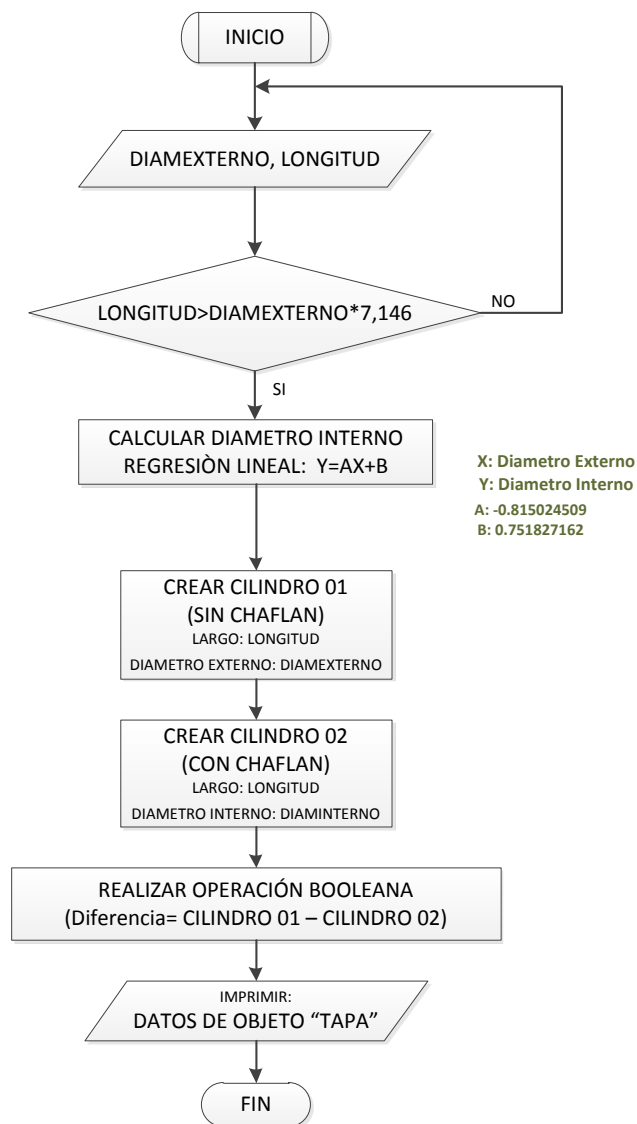 INICIO
DIAMEXTERNO, LONGITUD
LONGITUD>DIAMEXTERNO*7,146
NO
SI
CALCULAR DIAMETRO INTERNO
REGRESIÒN LINEAL: Y=AX+B
X: Diametro Externo
Y: Diametro Interno
A: -0.815024509
B: 0.751827162
CREAR CILINDRO 01
(SIN CHAFLAN)
LARGO: LONGITUD
DIAMETRO EXTERNO: DIAMEXTERNO
CREAR CILINDRO 02
(CON CHAFLAN)
LARGO: LONGITUD
DIAMETRO INTERNO: DIAMINTERNO
REALIZAR OPERACIÓN BOOLEANA
(Diferencia= CILINDRO 01 – CILINDRO 02)
IMPRIMIR:
DATOS DE OBJETO “TAPA”
FIN